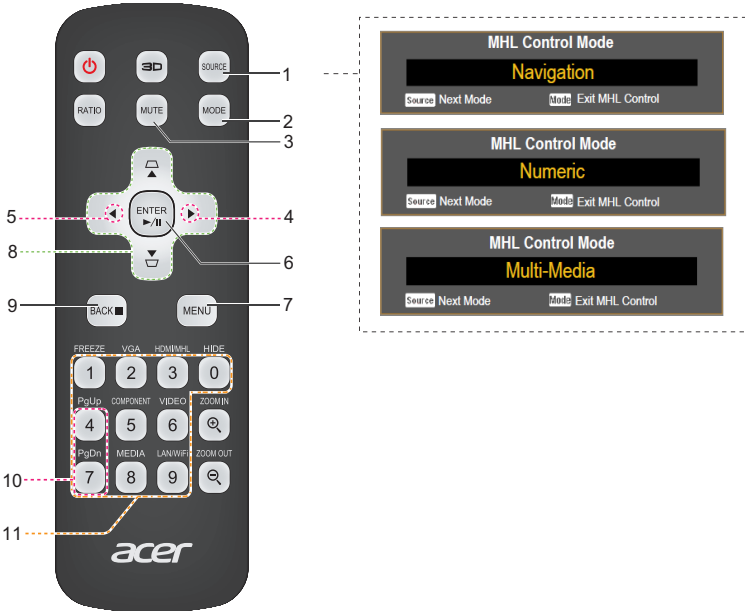 3D
SOURCE
1
RATIO
MUTE
MODE
2
3
5
ENTER
4
8
6
9
BACK
MENU
7
FREEZE VGA HDMI/MHL HIDE
1 2 3 0
PgUp COMPONENT VIDEO ZOOM IN
4 5 6
PgDn MEDIA LAN/WiFi ZOOM OUT
7 8 9
10
11
acer
MHL Control Mode
Navigation
Source Next Mode Mode Exit MHL Control
MHL Control Mode
Numeric
Source Next Mode Mode Exit MHL Control
MHL Control Mode
Multi-Media
Source Next Mode Mode Exit MHL Control